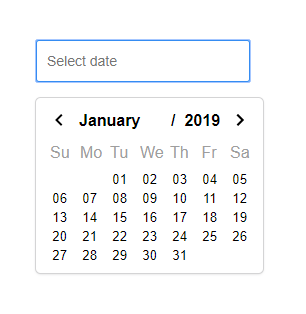 Select date
January / 2019
Su Mo Tu We Th Fr Sa
01 02 03 04 05
06 07 08 09 10 11 12
13 14 15 16 17 18 19
20 21 22 23 24 25 26
27 28 29 30 31